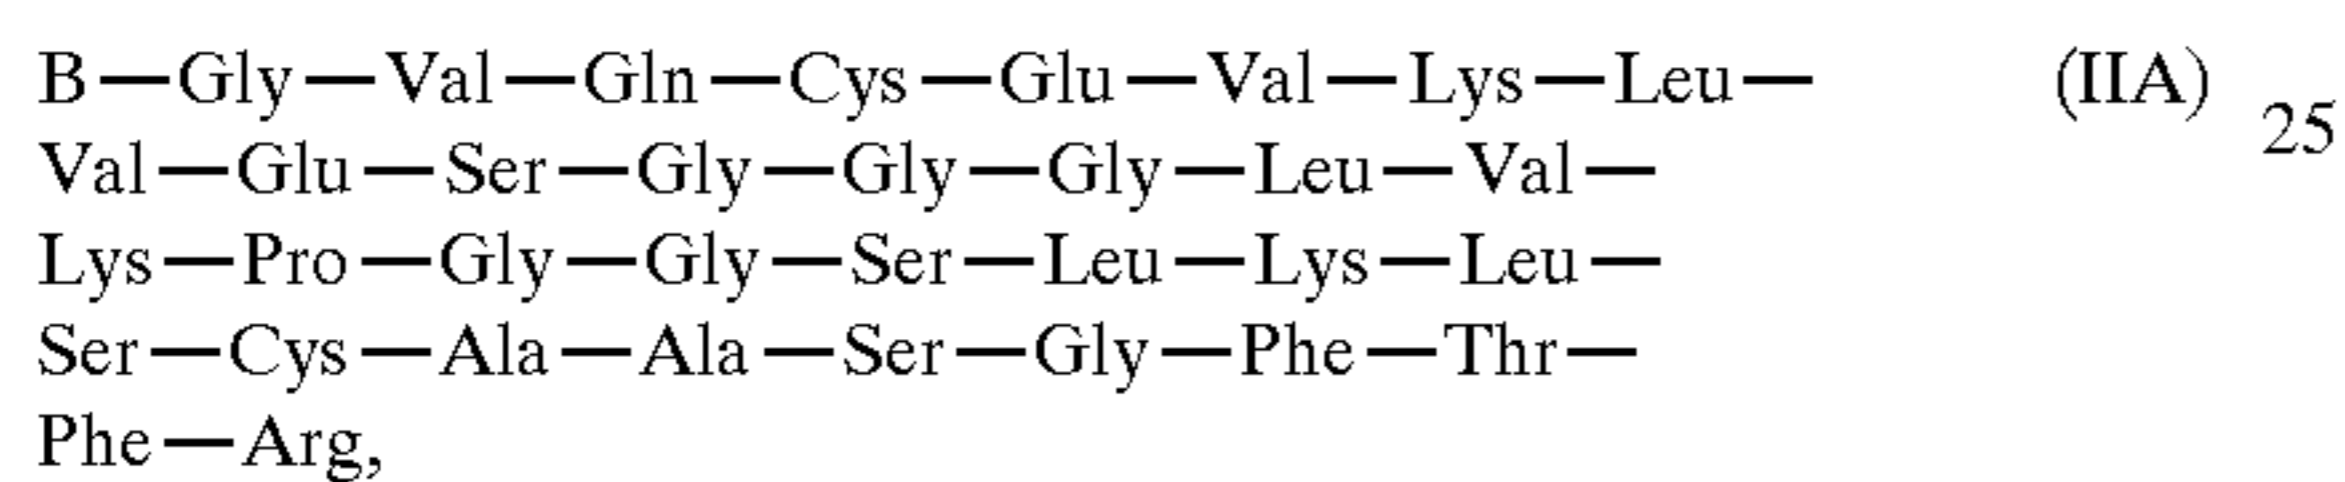 B—Gly—Val—Gln—Cys—Glu—Val—Lys—Leu— (IIA)
25
Val—Glu—Ser—Gly—Gly—Gly—Leu—Val—
Lys—Pro—Gly—Gly—Ser—Leu—Lys—Leu—
Ser—Cys—Ala—Ala—Ser—Gly—Phe—Thr—
Phe—Arg,